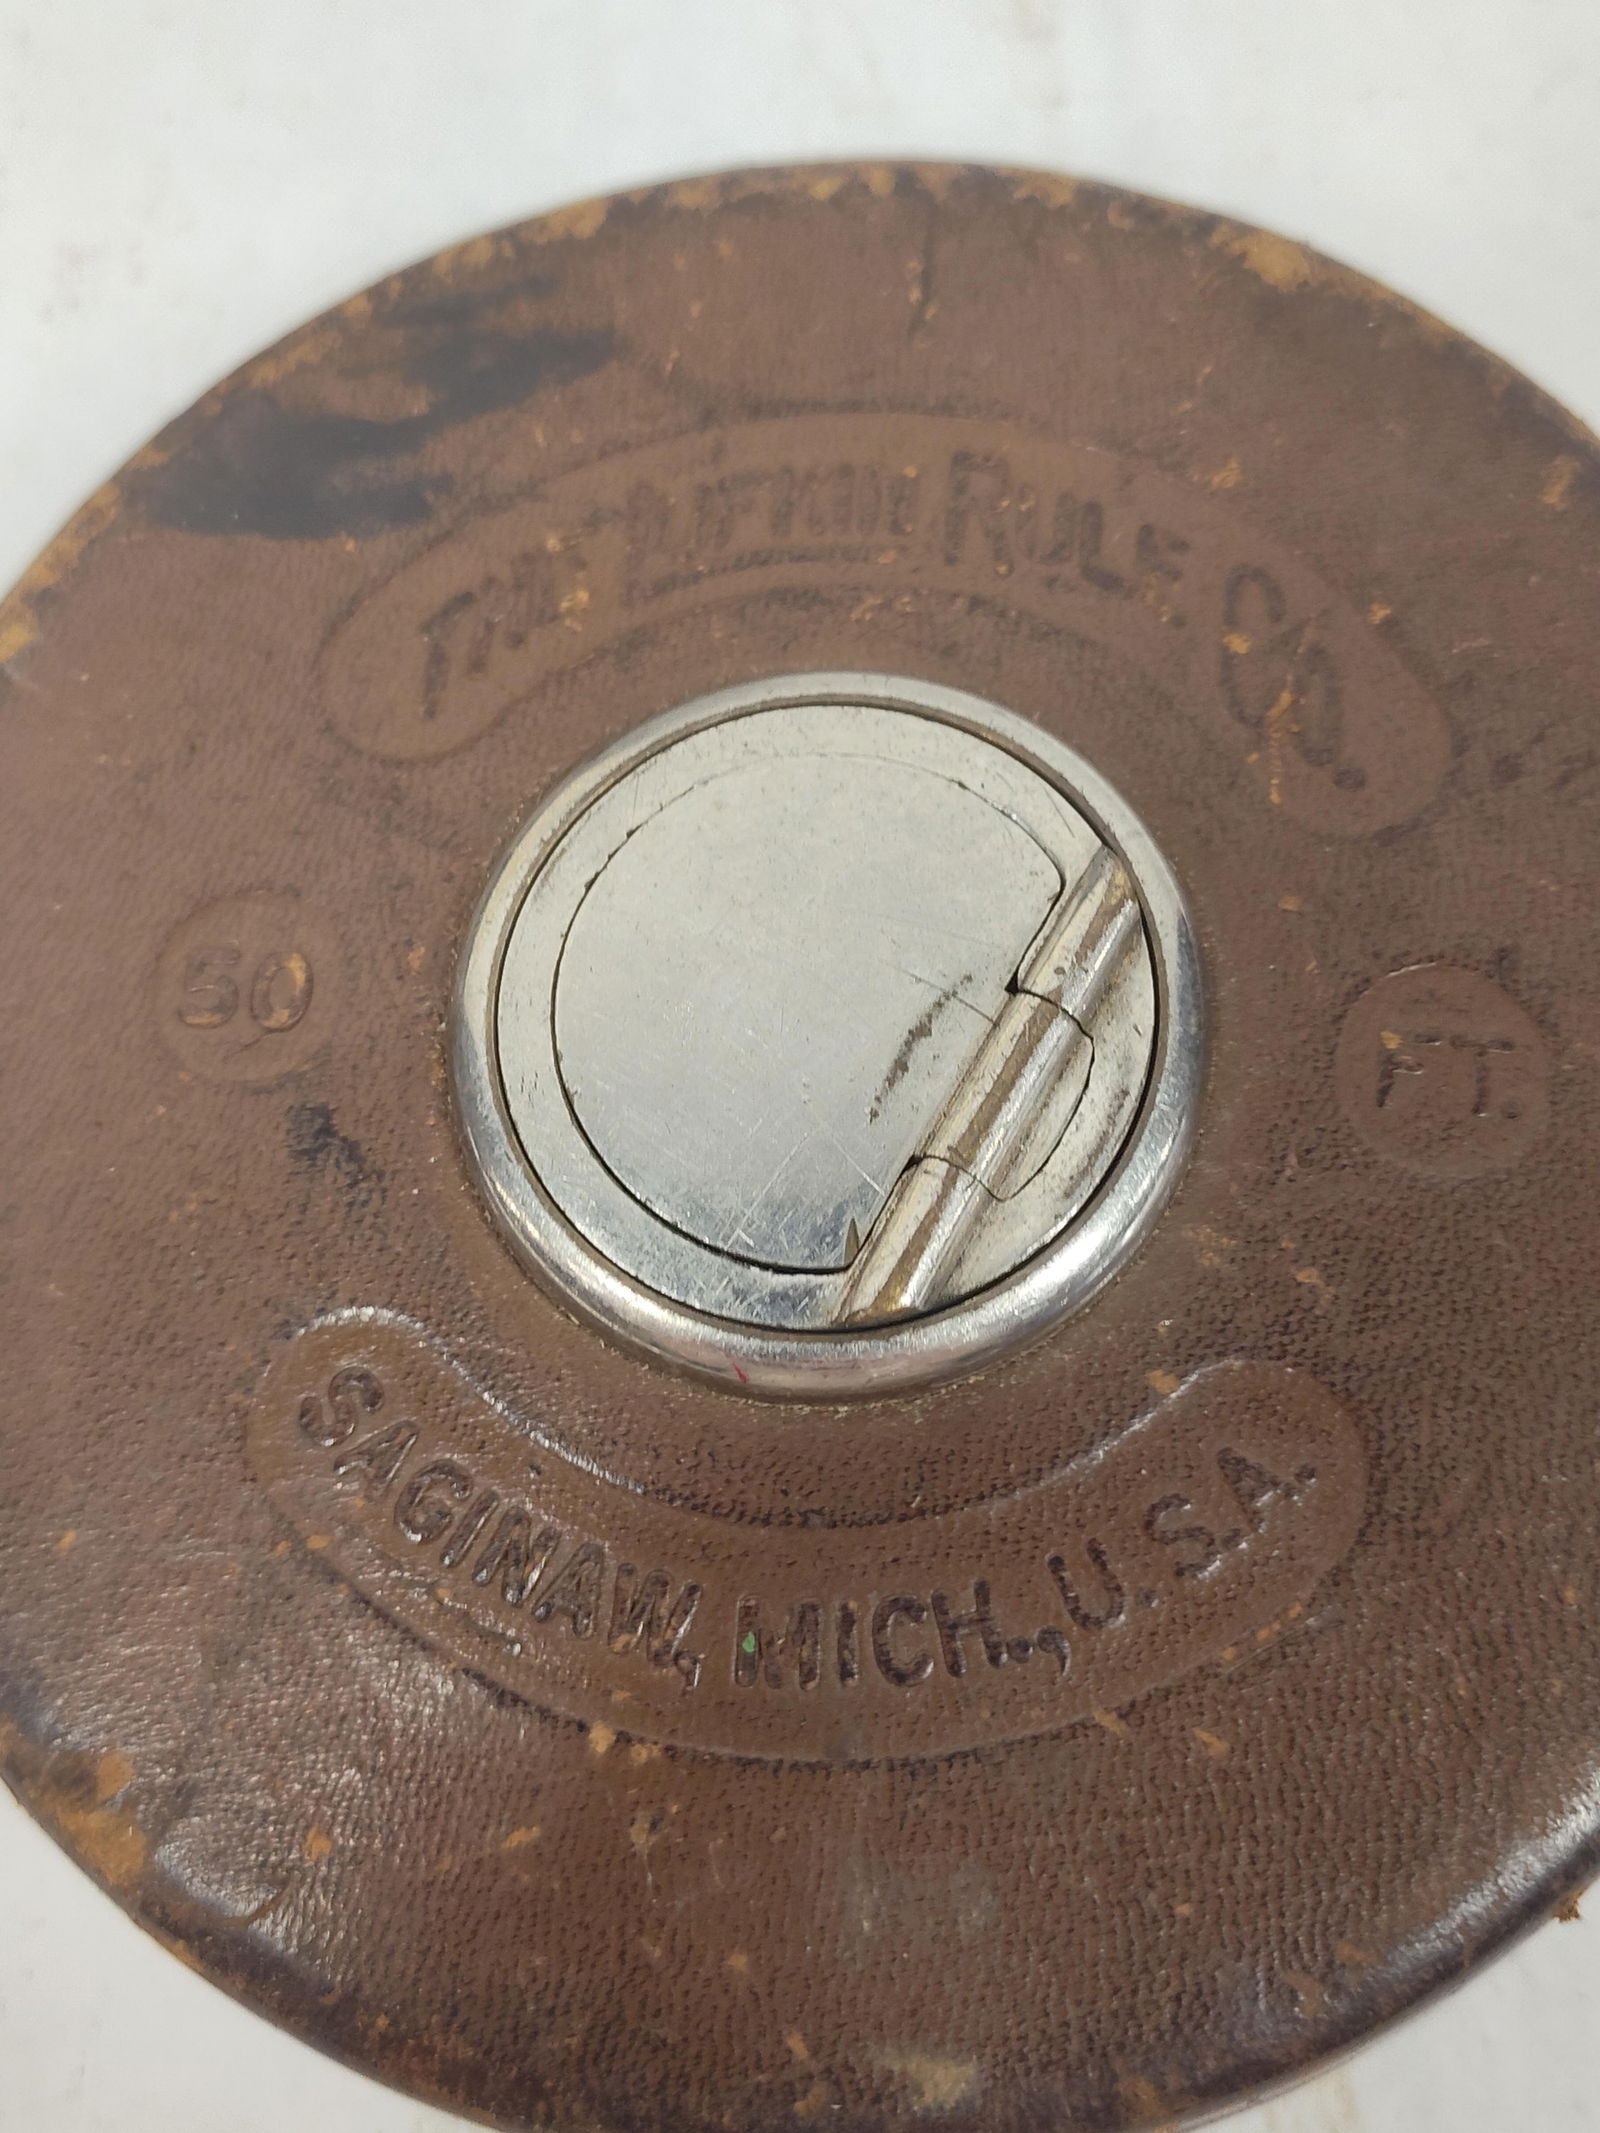 THE LUFKIN RULE CO.
50
FT.
SAGINAW, MICH., U.S.A.